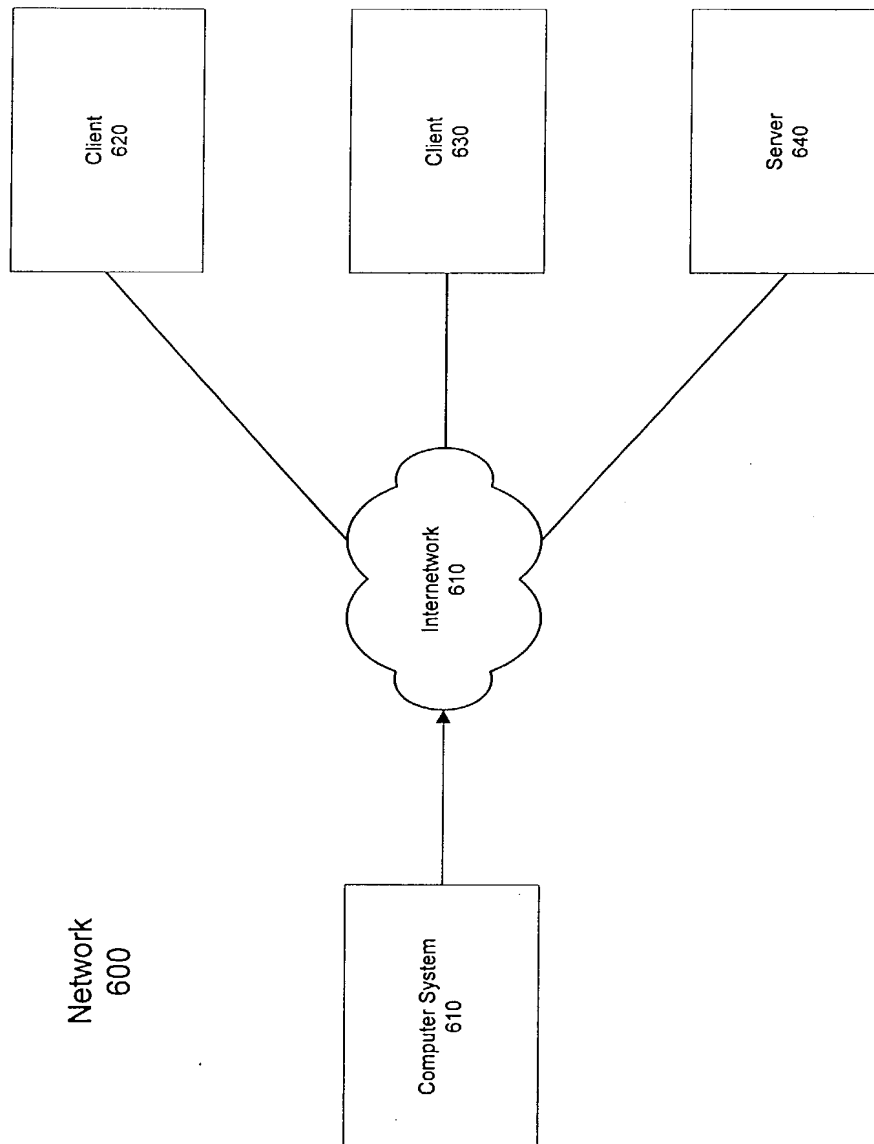 Network
600
Computer System
610
Internetwork
610
Client
620
Client
630
Server
640